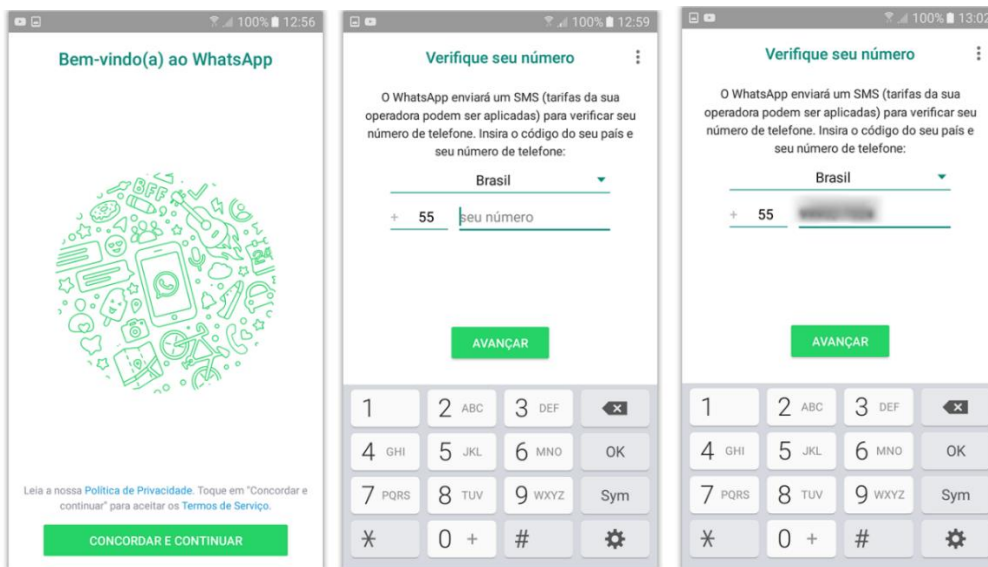 100% 12:56
Bem-vindo(a) ao WhatsApp
BFF
Leia a nossa Política de Privacidade. Toque em "Concordar e
continuar" para aceitar os Termos de Serviço.
CONCORDAR E CONTINUAR
100% 12:59
Verifique seu número
O WhatsApp enviará um SMS (tarifas da sua
operadora podem ser aplicadas) para verificar seu
número de telefone. Insira o código do seu país e
seu número de telefone:
Brasil
+ 55 seu número
AVANÇAR
1 2 ABC 3 DEF
4 GHI 5 JKL 6 MNO OK
7 PQRS 8 TUV 9 WXYZ Sym
* 0 + #
100% 13:02
Verifique seu número
O WhatsApp enviará um SMS (tarifas da sua
operadora podem ser aplicadas) para verificar seu
número de telefone. Insira o código do seu país e
seu número de telefone:
Brasil
+ 55
AVANÇAR
1 2 ABC 3 DEF
4 GHI 5 JKL 6 MNO OK
7 PQRS 8 TUV 9 WXYZ Sym
* 0 + #